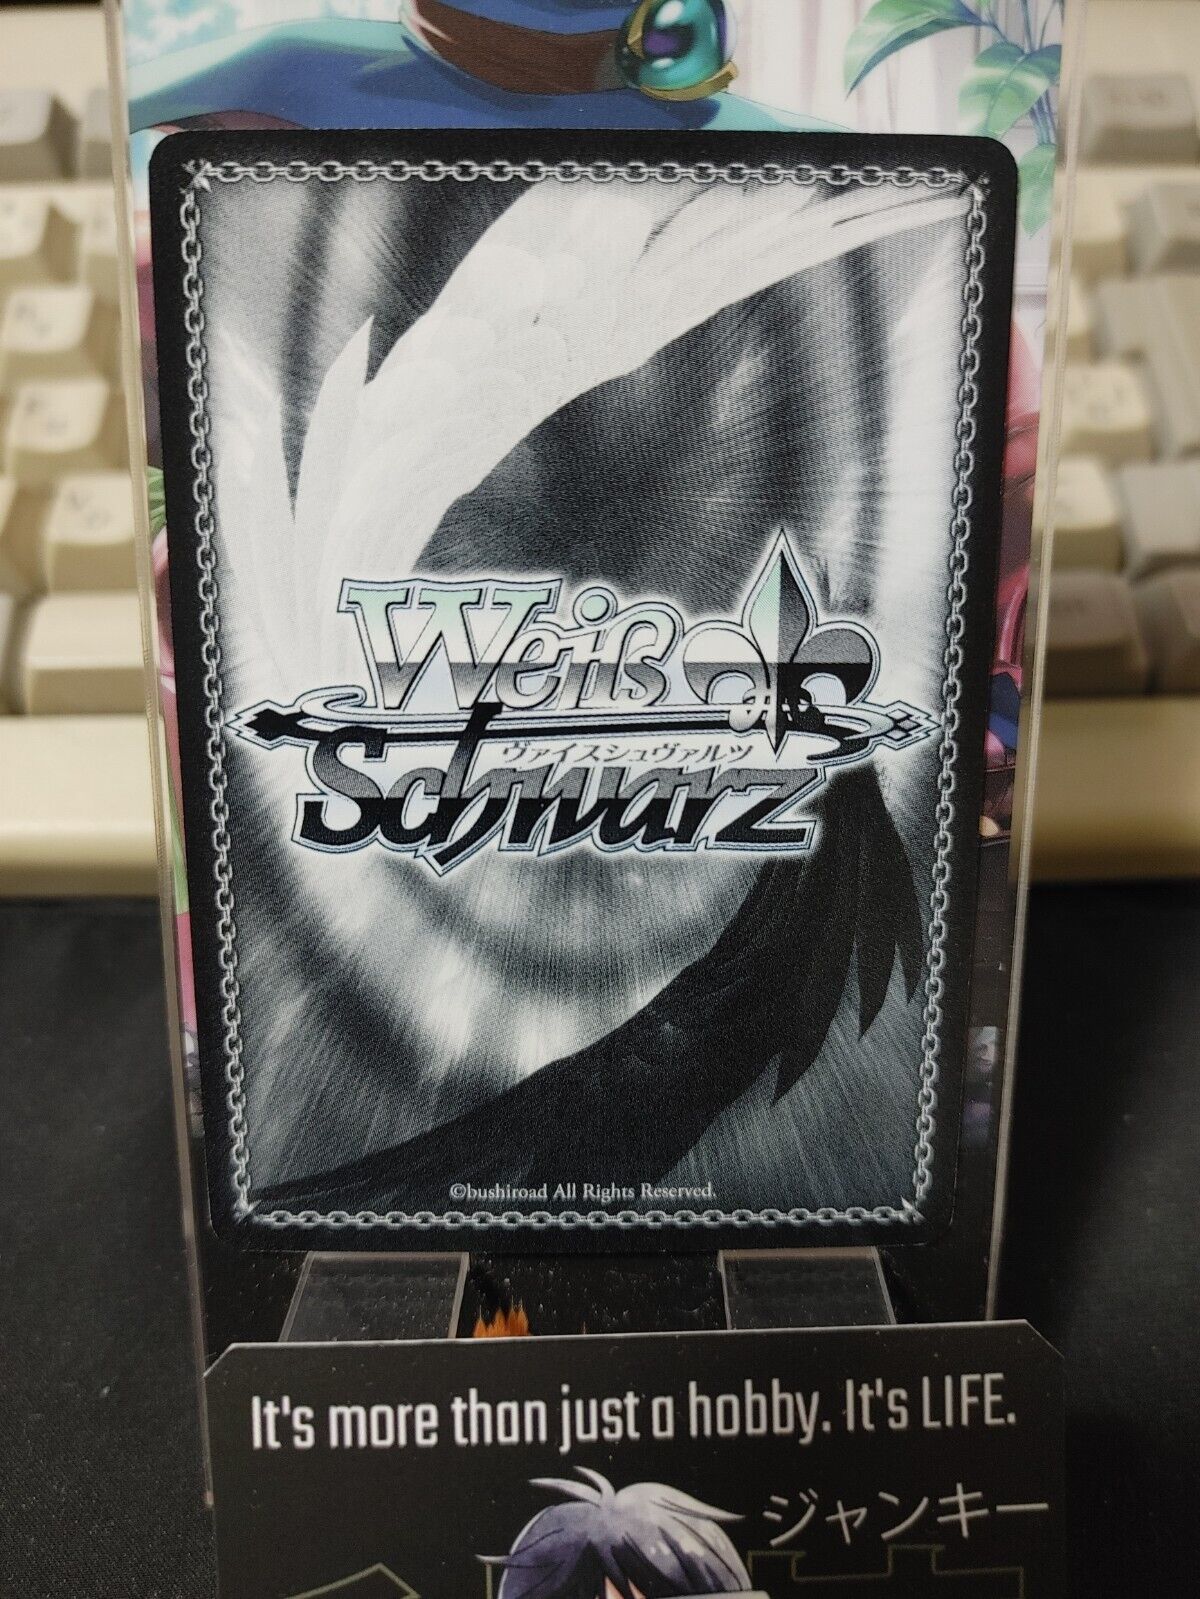 Weiß
ヴァイスシュヴァルツ
Schwarz
©bushiroad All Rights Reserved.
It's more than just a hobby. It's LIFE.
ジャンキー